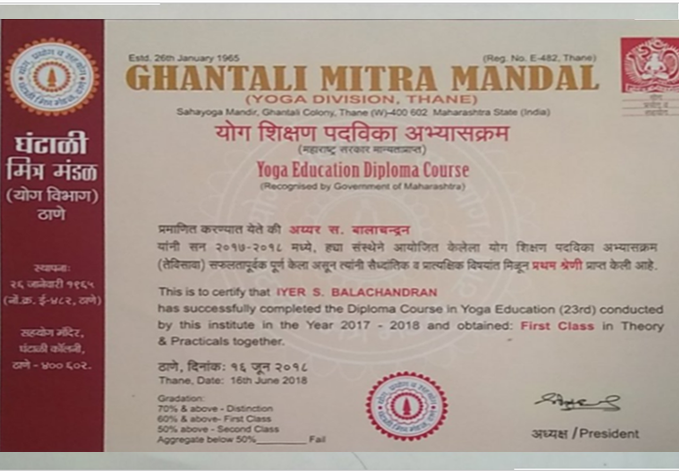 Estd. 26th January 1965
(Reg. No. E-482, Thane)
GHANTALI MITRA MANDAL
(YOGA DIVISION, THANE)
Sahayoga Mandir, Ghantali Colony, Thane (W)-400 602 Maharashtra State (India)
योग शिक्षण पदविका अभ्यासक्रम
(महाराष्ट्र सरकार मान्यताप्राप्त)
Yoga Education Diploma Course
(Recognised by Government of Maharashtra)
घंटाळी
मित्र मंडळ
(योग विभाग)
ठाणे
स्थापनाः
२६ जानेवारी १९६५
(नों.क्र. ई-४८२, ठाणे)
सहयोग मंदिर,
घंटाळी कॉलनी,
ठाणे - ४०० ६०२.
प्रमाणित करण्यात येते की अय्यर स. बालाचन्द्रन
यांनी सन २०१७-२०१८ मध्ये, ह्या संस्थेने आयोजित केलेला योग शिक्षण पदविका अभ्यासक्रम
(तेविसावा) सफलतापूर्वक पूर्ण केला असून त्यांनी सैध्दांतिक व प्रात्यक्षिक विषयांत मिळून प्रथम श्रेणी प्राप्त केली आहे.
This is to certify that IYER S. BALACHANDRAN
has successfully completed the Diploma Course in Yoga Education (23rd) conducted
by this institute in the Year 2017 - 2018 and obtained: First Class in Theory
& Practicals together.
ठाणे, दिनांक: १६ जून २०१८
Thane, Date: 16th June 2018
Gradation:
70% & above - Distinction
60% & above- First Class
50% above - Second Class
Aggregate below 50%________ Fail
अध्यक्ष / President